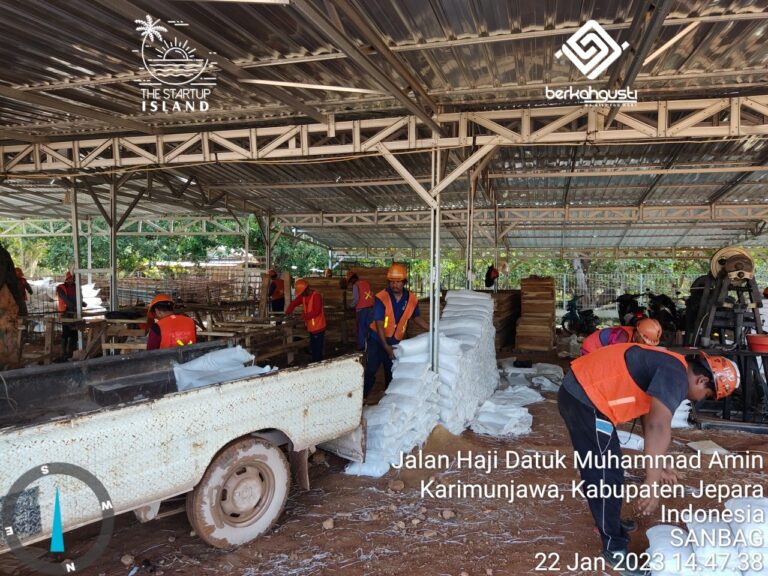 THE STARTUP
ISLAND
berkahgusti
Jalan Haji Datuk Muhammad Amin
Karimunjawa, Kabupaten Jepara
Indonesia
SANBAG
22 Jan 2023 14.47.38
S
E
W
N